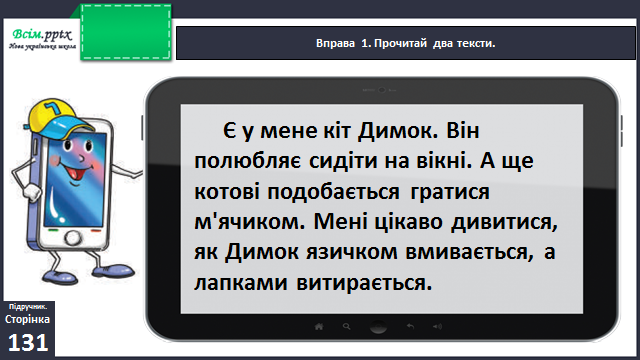 Всім.pptx
Нова українська школа
Вправа 1. Прочитай два тексти.
Є у мене кіт Димок. Він
полюбляє сидіти на вікні. А ще
котові подобається гратися
м'ячиком. Мені цікаво дивитися,
як Димок язичком вмивається, а
лапками витирається.
Підручник.
Сторінка
131